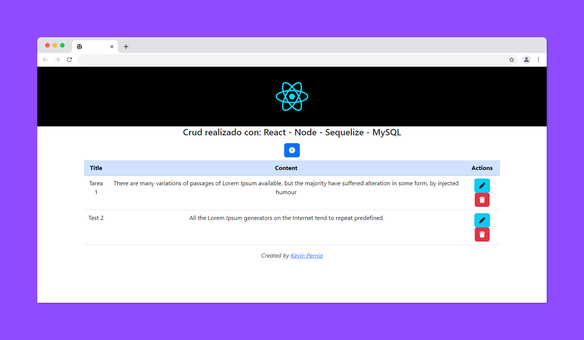 Crud realizado con: React - Node - Sequelize - MySQL
Title Content Actions
Tarea There are many variations of passages of Lorem Ipsum available, but the majority have suffered alteration in some form, by injected
1 humour
Test 2 All the Lorem Ipsum generators on the Internet tend to repeat predefined
Created by Kevin Pernia